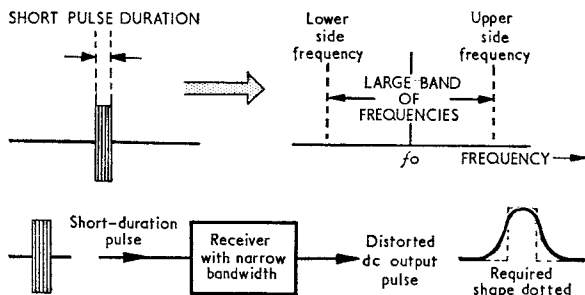 SHORT PULSE DURATION
Lower
side
frequency
Upper
side
frequency
LARGE BAND
OF
FREQUENCIES
fo
FREQUENCY
Short-duration
pulse
Receiver
with narrow
bandwidth
Distorted
dc output
pulse
Required
shape dotted